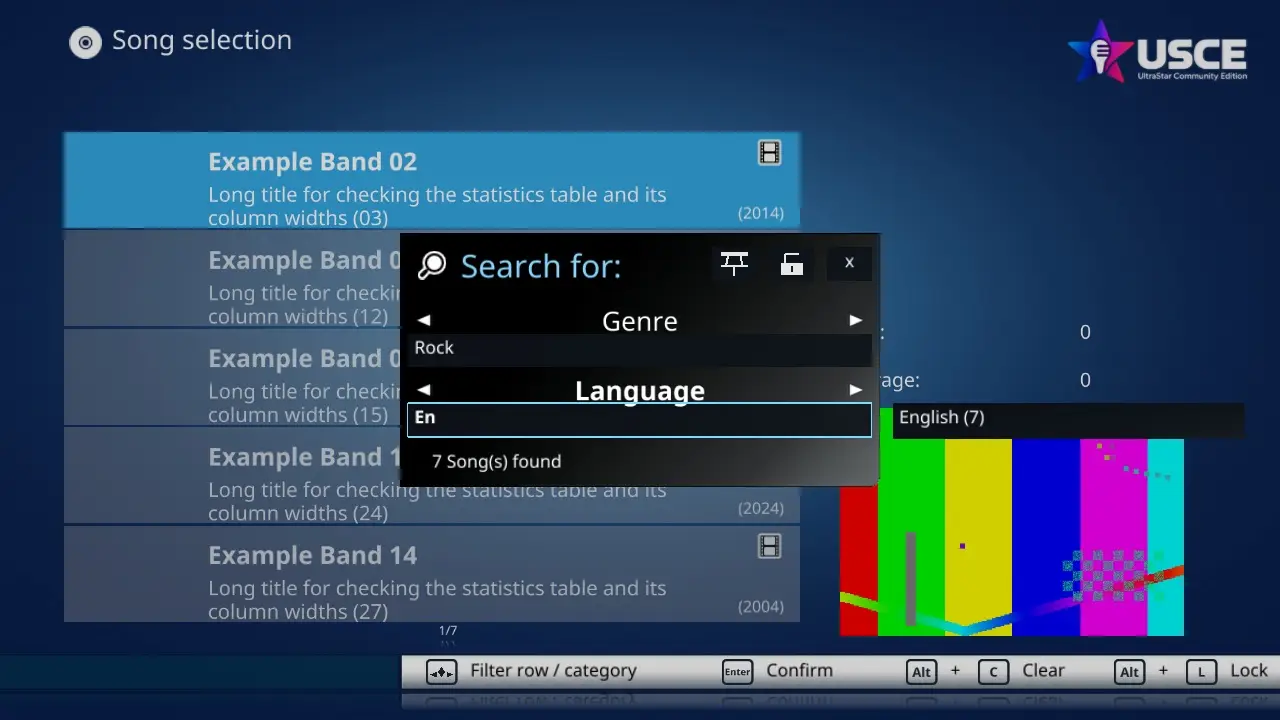 Song selection
USCE
UltraStar Community Edition
Example Band 02
Long title for checking the statistics table and its
column widths (03)
(2014)
Example Band 0
Long title for checki
column widths (12)
Example Band 0
Long title for checki
column widths (15)
Example Band 1
Long title for checking the statistics table and its
column widths (24)
(2024)
Example Band 14
Long title for checking the statistics table and its
column widths (27)
(2004)
1/7
Search for:
X
Genre
Rock
Language
En
7 Song(s) found
: 0
age: 0
English (7)
Filter row / category
Enter Confirm
Alt + C Clear
Alt + L Lock